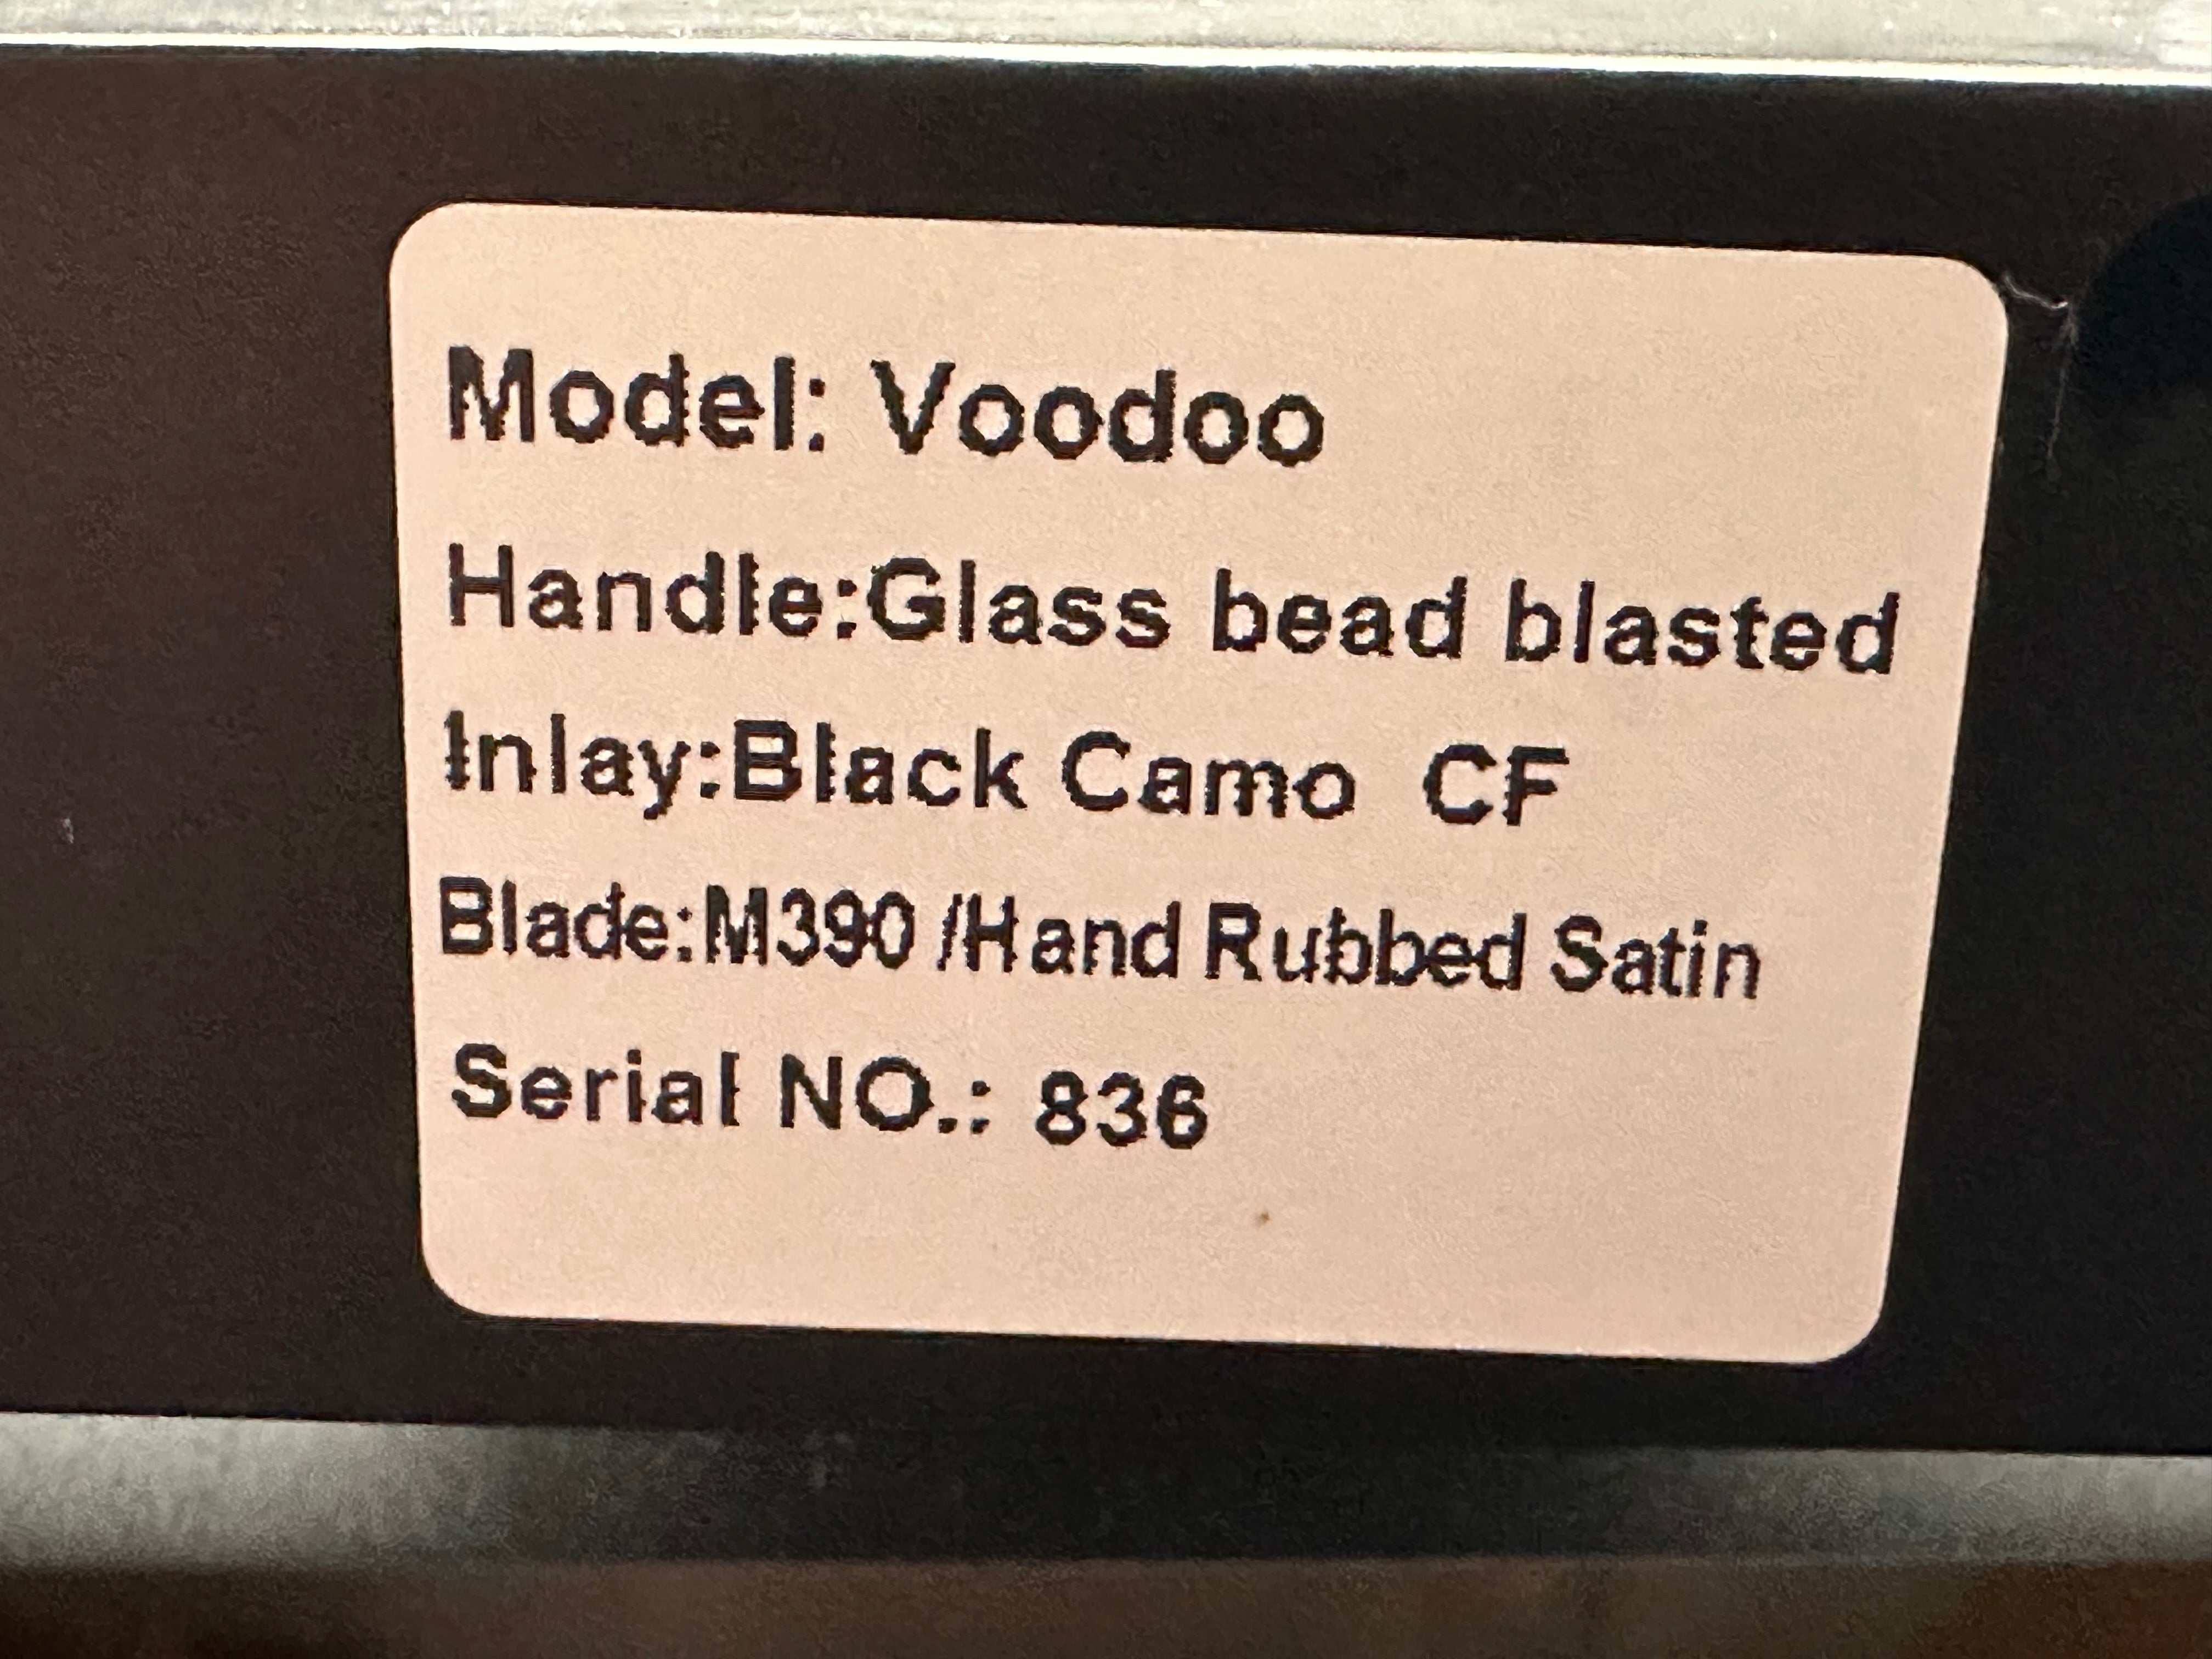 Model: Voodoo
Handle:Glass bead blasted
Inlay:Black Camo  CF
Blade:M390 /Hand Rubbed Satin
Serial NO.: 836